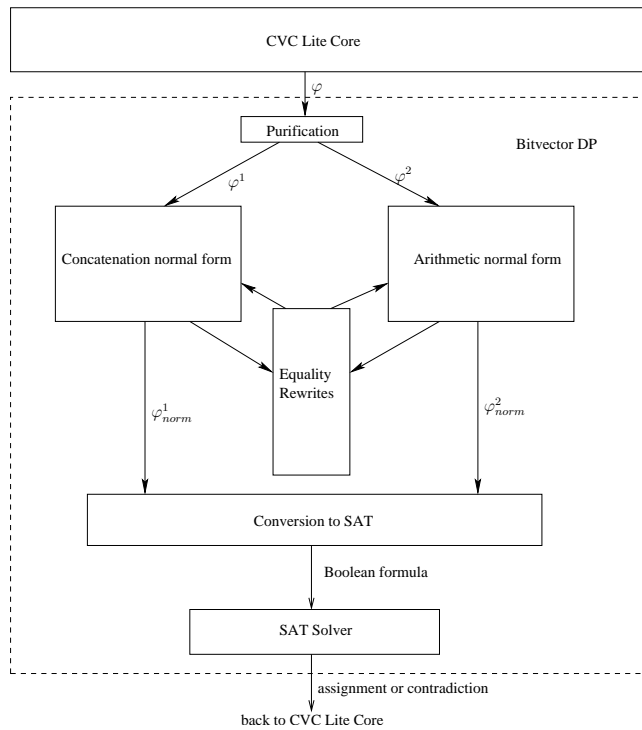 CVC Lite Core
φ
Purification
Bitvector DP
φ¹
φ²
Concatenation normal form
Arithmetic normal form
Equality
Rewrites
φ¹norm
φ²norm
Conversion to SAT
Boolean formula
SAT Solver
assignment or contradiction
back to CVC Lite Core